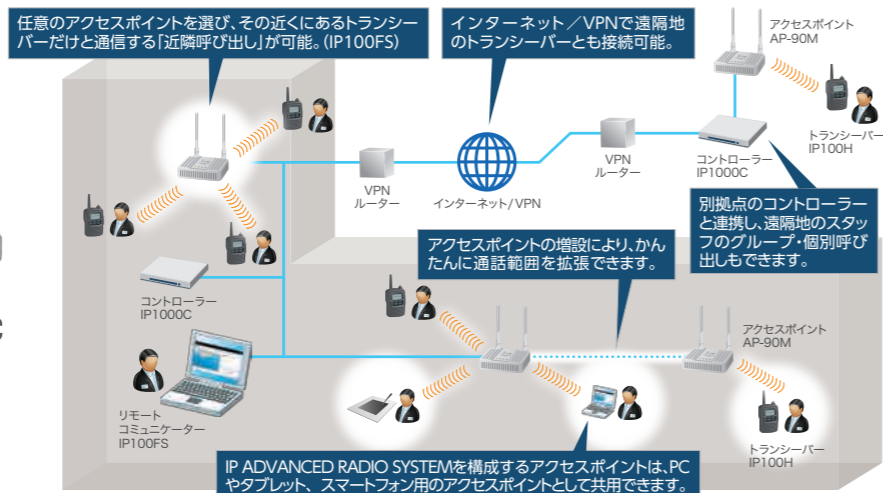 任意のアクセスポイントを選び、その近くにあるトランシー
バーだけと通信する「近隣呼び出し」が可能。(IP100FS)
インターネット／VPNで遠隔地
のトランシーバーとも接続可能。
アクセスポイント
AP-90M
トランシーバー
IP100H
VPN
ルーター
インターネット/VPN
VPN
ルーター
コントローラー
IP1000C
別拠点のコントローラー
と連携し、遠隔地のスタッ
フのグループ・個別呼び
出しもできます。
アクセスポイントの増設により、かん
たんに通話範囲を拡張できます。
コントローラー
IP1000C
アクセスポイント
AP-90M
リモート
コミュニケーター
IP100FS
トランシーバー
IP100H
IP ADVANCED RADIO SYSTEMを構成するアクセスポイントは、PC
やタブレット、スマートフォン用のアクセスポイントとして共用できます。